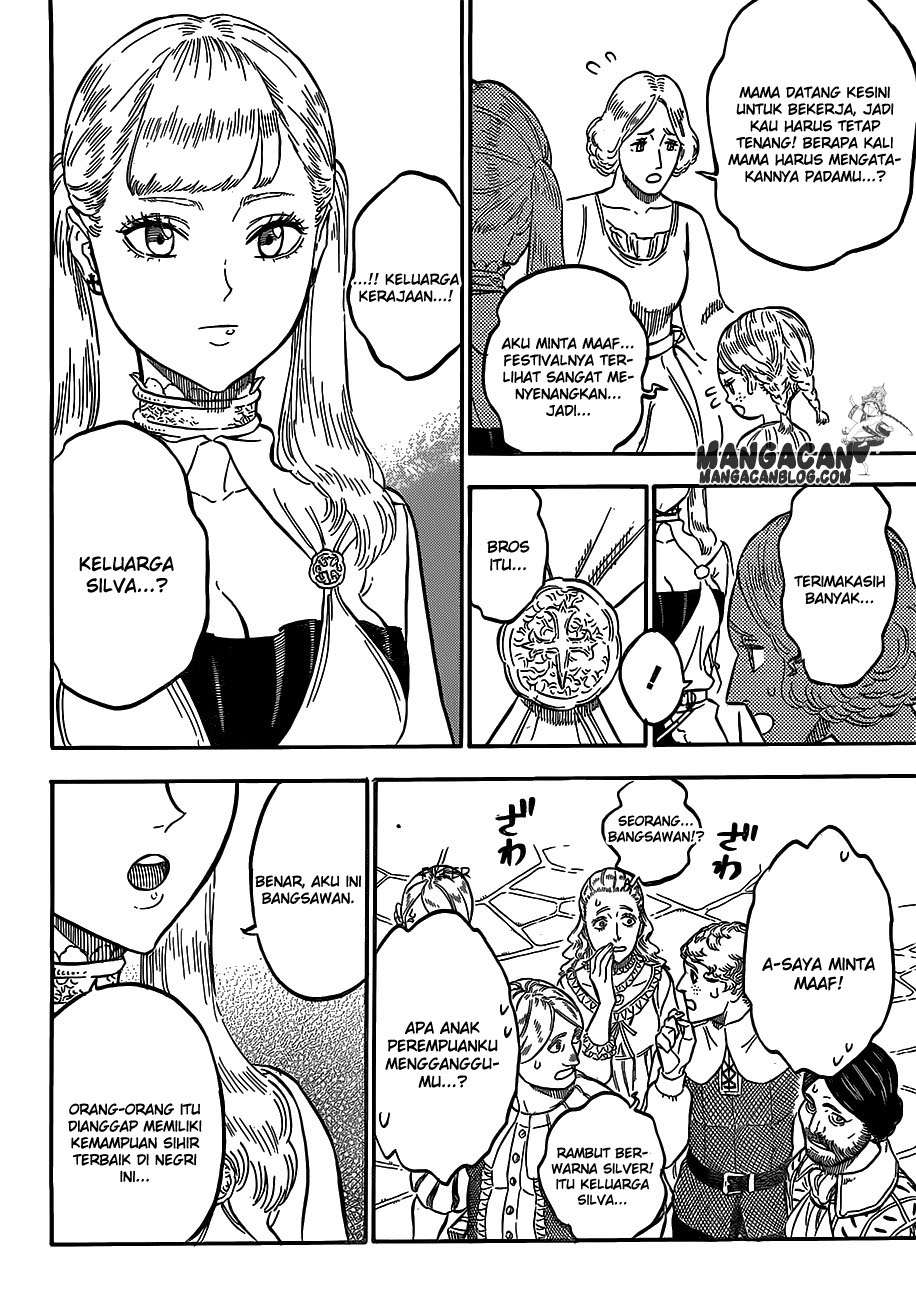 MAMA DATANG KESINI
UNTUK BEKERJA, JADI
KAU HARUS TETAP
TENANG! BERAPA KALI
MAMA HARUS MENGATA-
KANNYA PADAMU...?
AKU MINTA MAAF...
FESTIVALNYA TER-
LIHAT SANGAT ME-
NYENANGKAN...
JADI...
MANGACAN
MANGACANBLOG.COM
TERIMAKASIH
BANYAK...
!
BROS
ITU...
...!! KELUARGA
KERAJAAN...!
KELUARGA
SILVA...?
ざわ
ざわ
SEORANG...
BANGSAWAN!?
A-SAYA MINTA
MAAF!
APA ANAK
PEREMPUANKU
MENGGANGGU-
MU...?
RAMBUT BER-
WARNA SILVER!
ITU KELUARGA
SILVA...
BENAR, AKU INI
BANGSAWAN.
ORANG-ORANG ITU
DIANGGAP MEMILIKI
KEMAMPUAN SIHIR
TERBAIK DI NEGRI
INI...